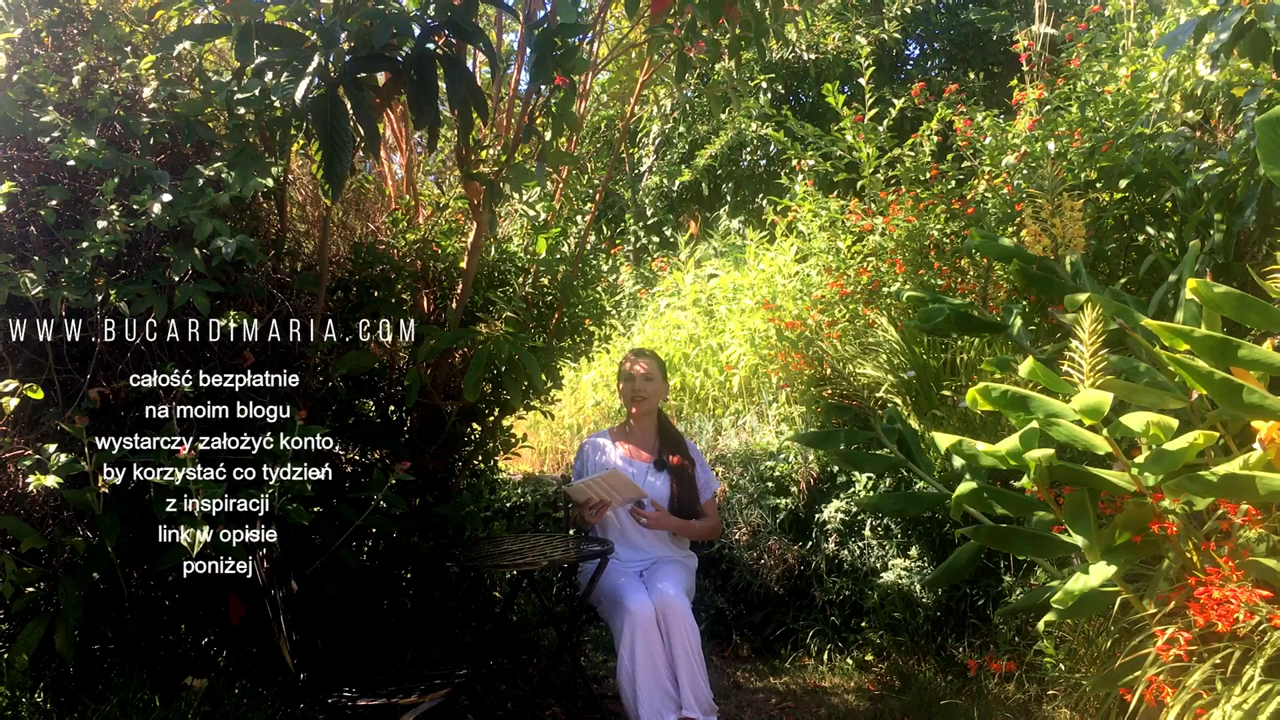 WWW.BUCARDIMARIA.COM
całość bezpłatnie
na moim blogu
wystarczy założyć konto,
by korzystać co tydzień
z inspiracji
link w opisie
poniżej